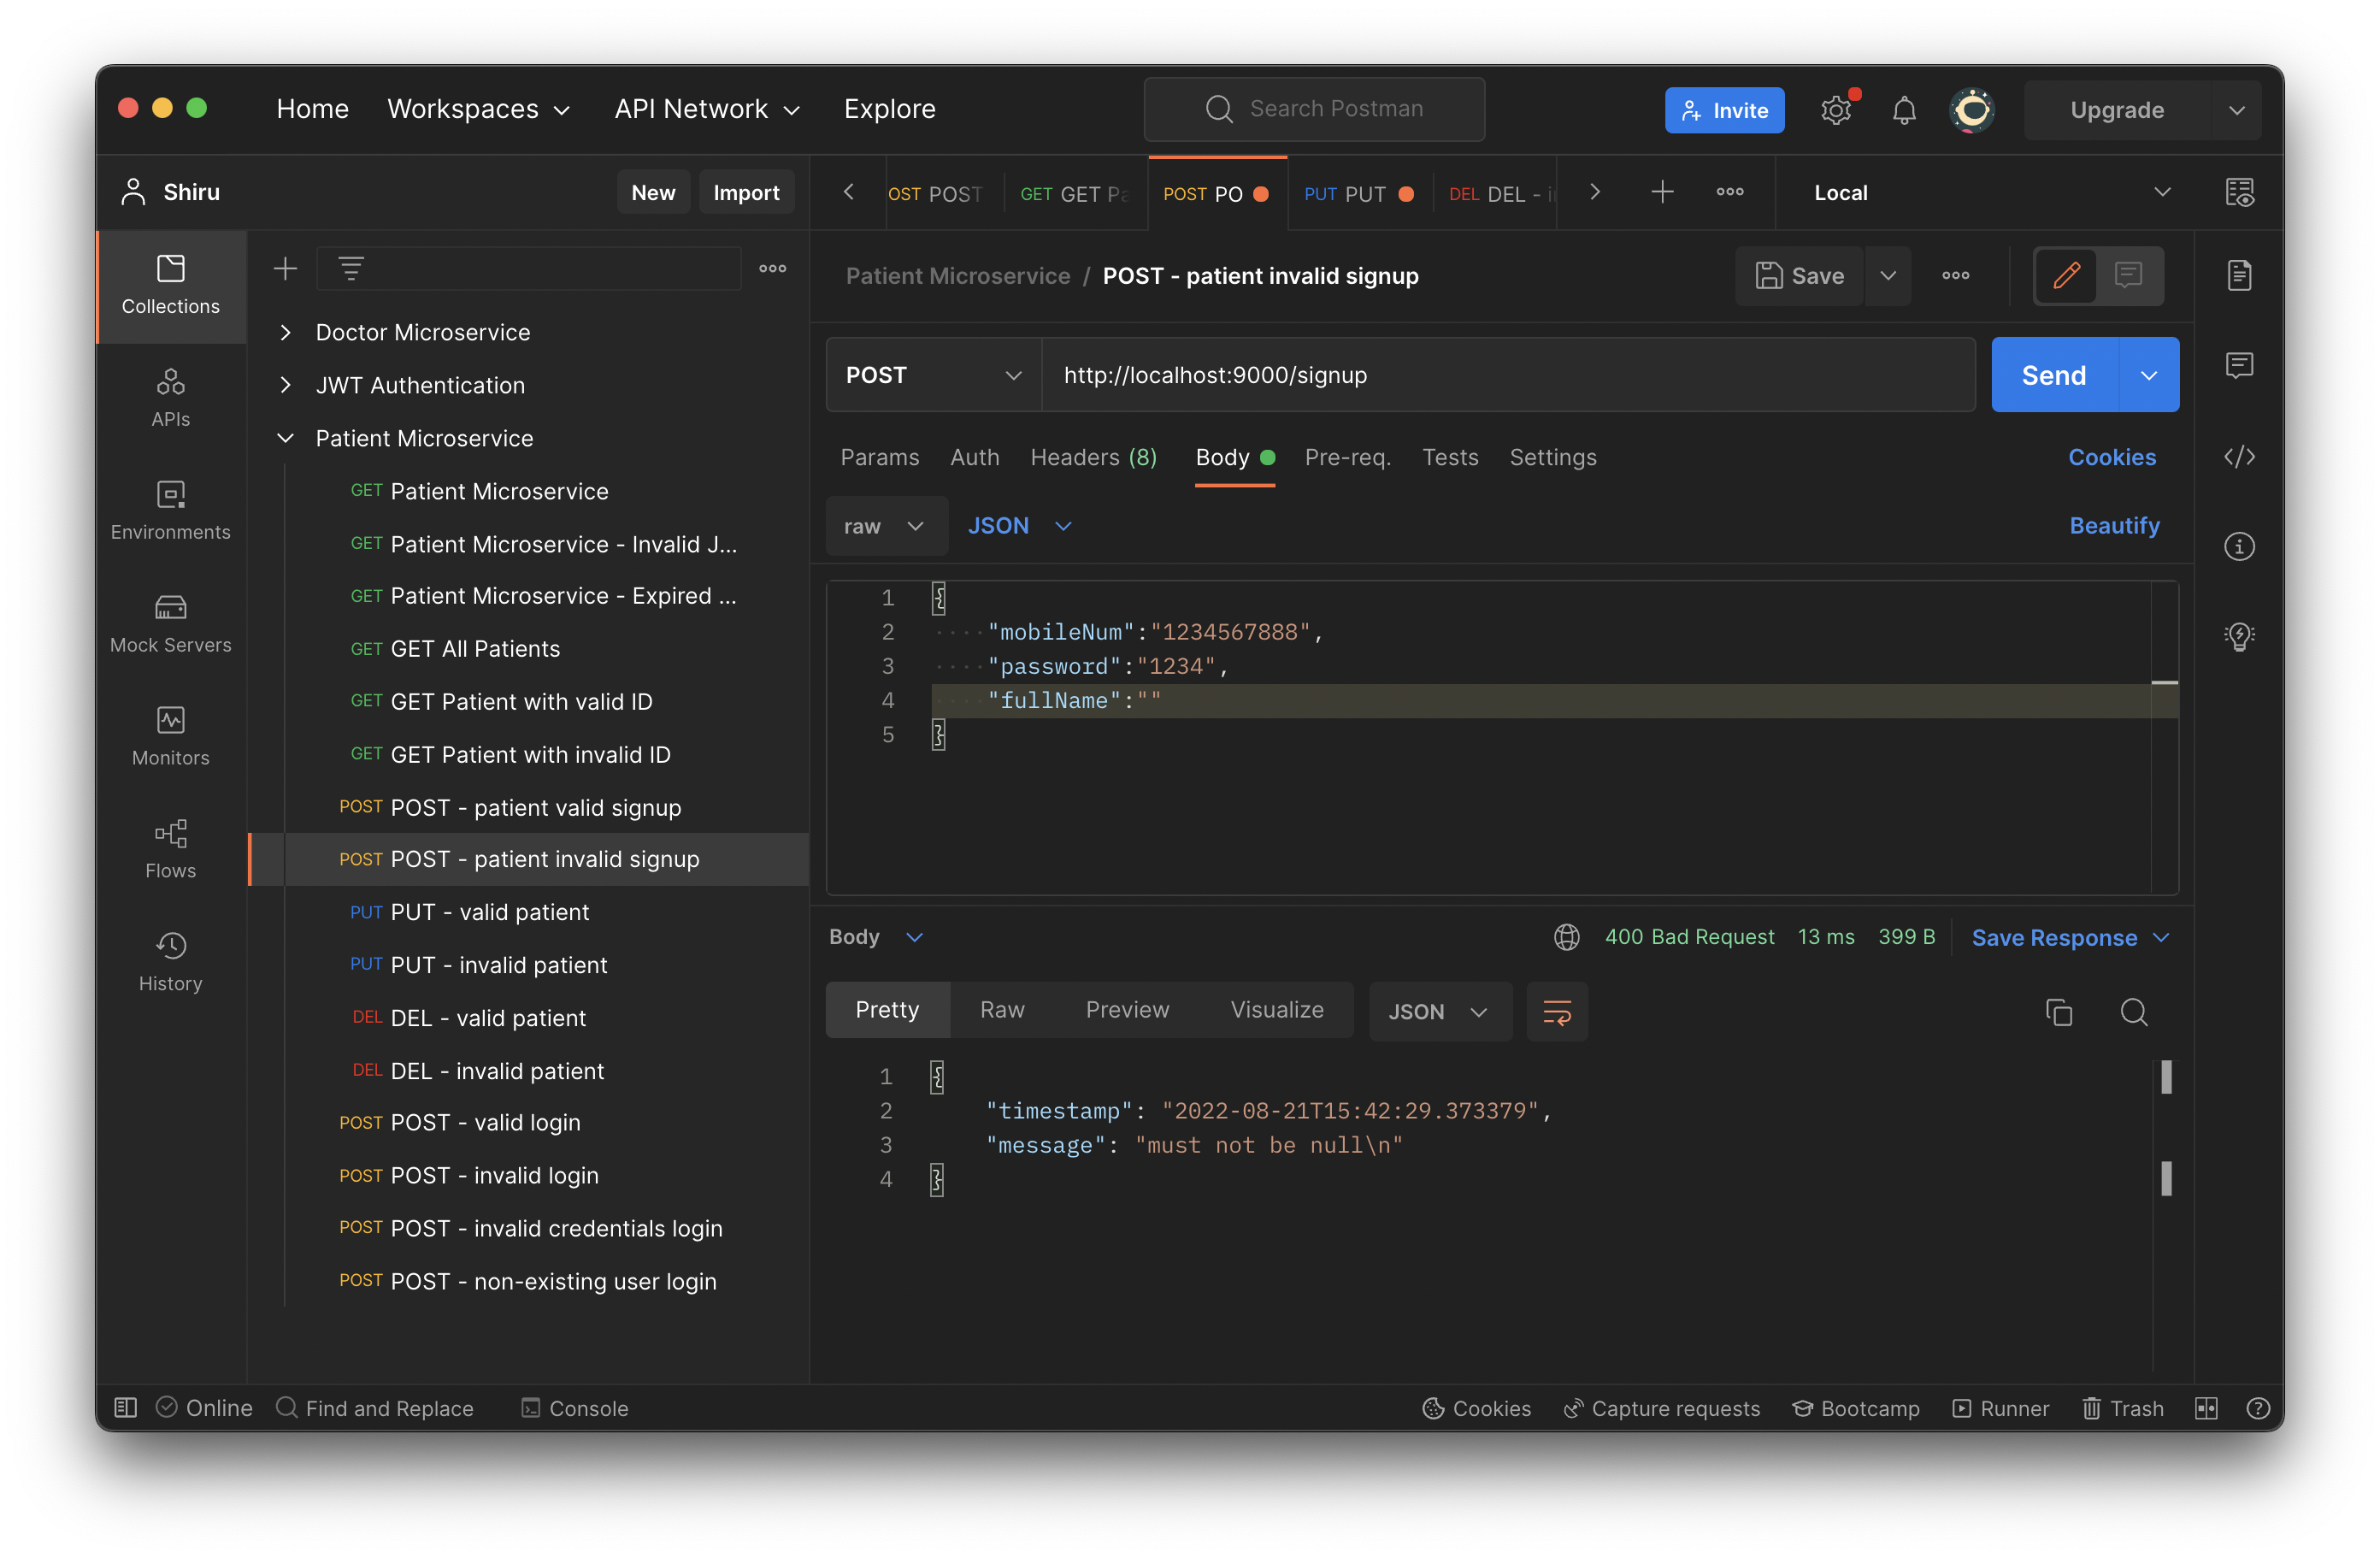 Home Workspaces API Network Explore Search Postman Invite Upgrade
Shiru New Import
OST POST GET GET Pa POST PO PUT PUT DEL DEL - Local
Collections
APIs
Environments
Mock Servers
Monitors
Flows
History
Doctor Microservice
JWT Authentication
Patient Microservice
GET Patient Microservice
GET Patient Microservice - Invalid J...
GET Patient Microservice - Expired ...
GET GET All Patients
GET GET Patient with valid ID
GET GET Patient with invalid ID
POST POST - patient valid signup
POST POST - patient invalid signup
PUT PUT - valid patient
PUT PUT - invalid patient
DEL DEL - valid patient
DEL DEL - invalid patient
POST POST - valid login
POST POST - invalid login
POST POST - invalid credentials login
POST POST - non-existing user login
Patient Microservice / POST - patient invalid signup Save
POST http://localhost:9000/signup Send
Params Auth Headers (8) Body Pre-req. Tests Settings Cookies
raw JSON Beautify
1 {
2 "mobileNum":"1234567888",
3 "password":"1234",
4 "fullName":""
5 }
Body 400 Bad Request 13 ms 399 B Save Response
Pretty Raw Preview Visualize JSON
1 {
2 "timestamp": "2022-08-21T15:42:29.373379",
3 "message": "must not be null\n"
4 }
Online Find and Replace Console Cookies Capture requests Bootcamp Runner Trash